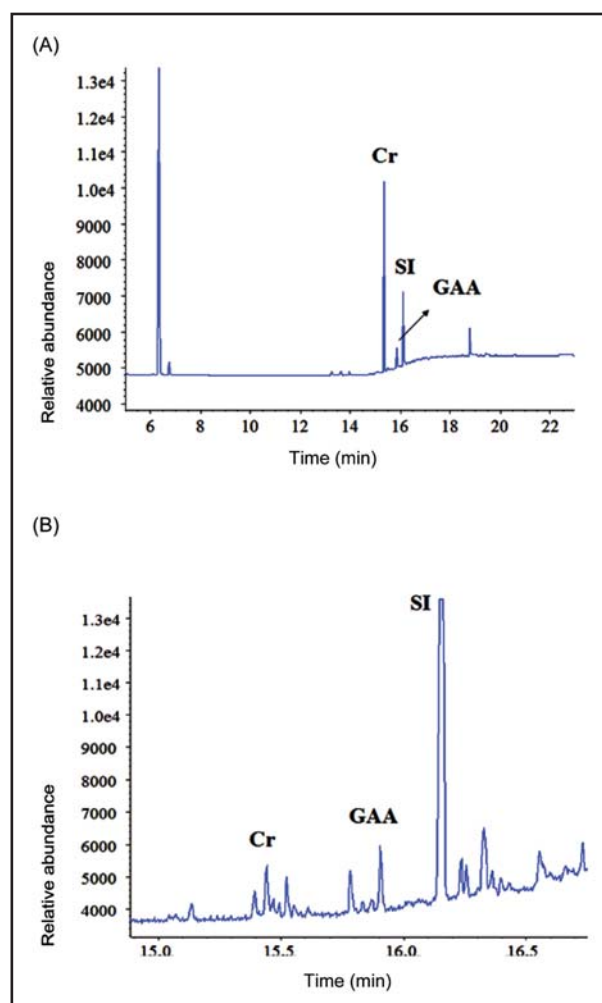 (A)
Relative abundance
1.3e4
1.2e4
1.1e4
1.0e4
9000
8000
7000
6000
5000
4000
Cr
SI
GAA
6 8 10 12 14 16 18 20 22
Time (min)
(B)
Relative abundance
1.3e4
1.2e4
1.1e4
1.0e4
9000
8000
7000
6000
5000
4000
SI
GAA
Cr
15.0 15.5 16.0 16.5
Time (min)